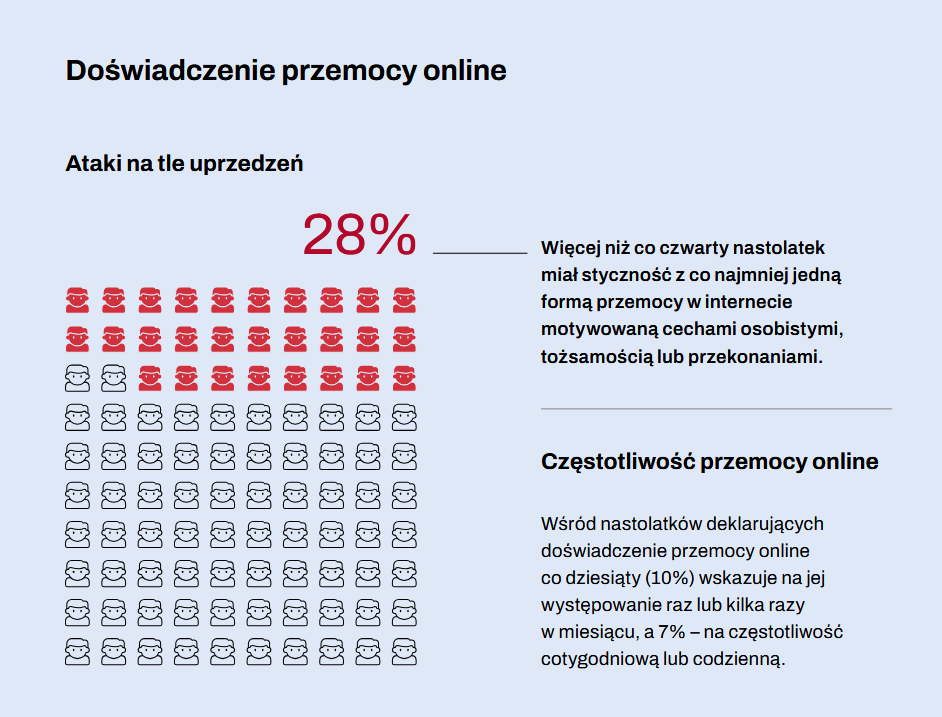 Doświadczenie przemocy online
Ataki na tle uprzedzeń
28%
Więcej niż co czwarty nastolatek
miał styczność z co najmniej jedną
formą przemocy w internecie
motywowaną cechami osobistymi,
tożsamością lub przekonaniami.
Częstotliwość przemocy online
Wśród nastolatków deklarujących
doświadczenie przemocy online
co dziesiąty (10%) wskazuje na jej
występowanie raz lub kilka razy
w miesiącu, a 7% – na częstotliwość
cotygodniową lub codzienną.